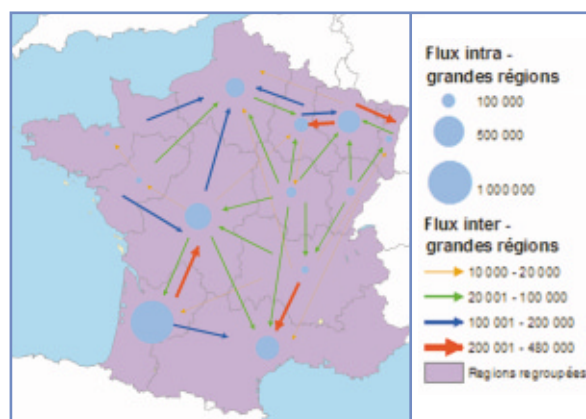 Flux intra -
grandes régions
100 000
500 000
1 000 000
Flux inter -
grandes régions
10 000 - 20 000
20 001 - 100 000
100 001 - 200 000
200 001 - 480 000
Regions regroupées